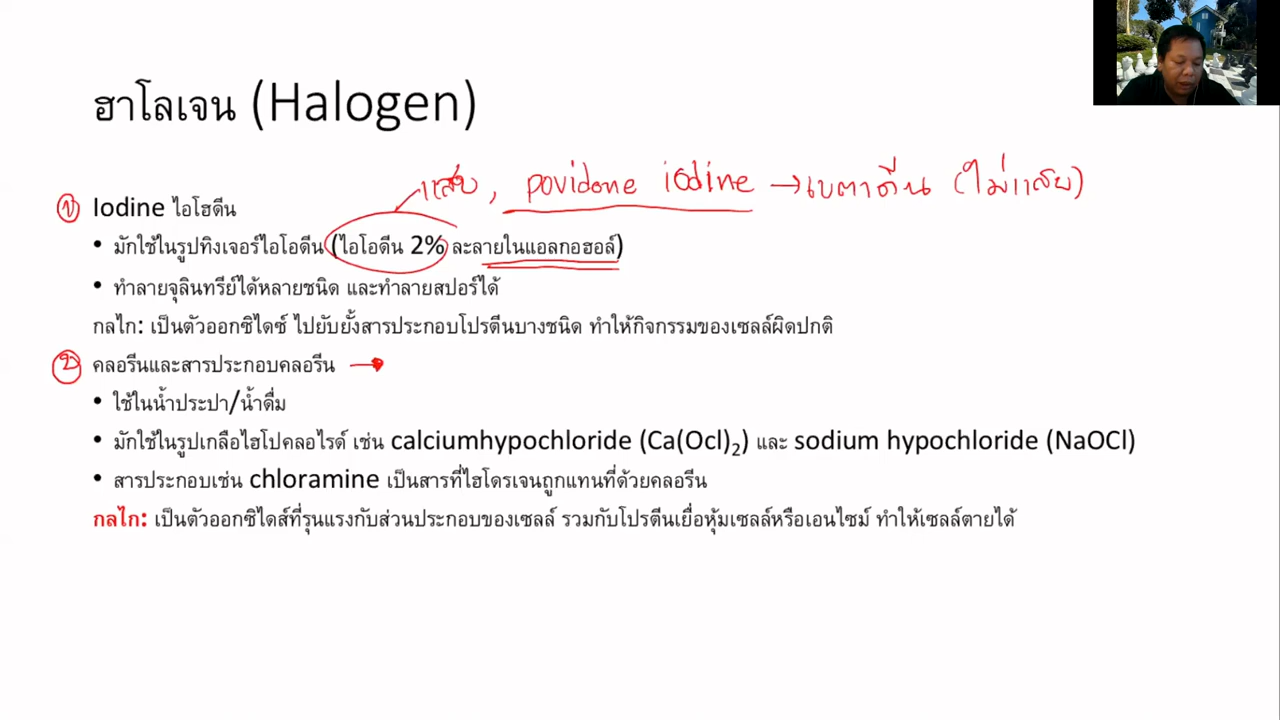 ฮาโลเจน (Halogen)
แสบ, povidone iodine → เบตาดีน (ไม่แสบ)
① Iodine ไอโฮดีน
• มักใช้ในรูปทิงเจอร์ไอโอดีน (ไอโอดีน 2% ละลายในแอลกอฮอล์)
• ทำลายจุลินทรีย์ได้หลายชนิด และทำลายสปอร์ได้
กลไก: เป็นตัวออกซิไดซ์ ไปยับยั้งสารประกอบโปรตีนบางชนิด ทำให้กิจกรรมของเซลล์ผิดปกติ
② คลอรีนและสารประกอบคลอรีน →
• ใช้ในน้ำประปา/น้ำดื่ม
• มักใช้ในรูปเกลือไฮโปคลอไรด์ เช่น calciumhypochloride (Ca(Ocl)₂) และ sodium hypochloride (NaOCl)
• สารประกอบเช่น chloramine เป็นสารที่ไฮโดรเจนถูกแทนที่ด้วยคลอรีน
กลไก: เป็นตัวออกซิไดส์ที่รุนแรงกับส่วนประกอบของเซลล์ รวมกับโปรตีนเยื่อหุ้มเซลล์หรือเอนไซม์ ทำให้เซลล์ตายได้